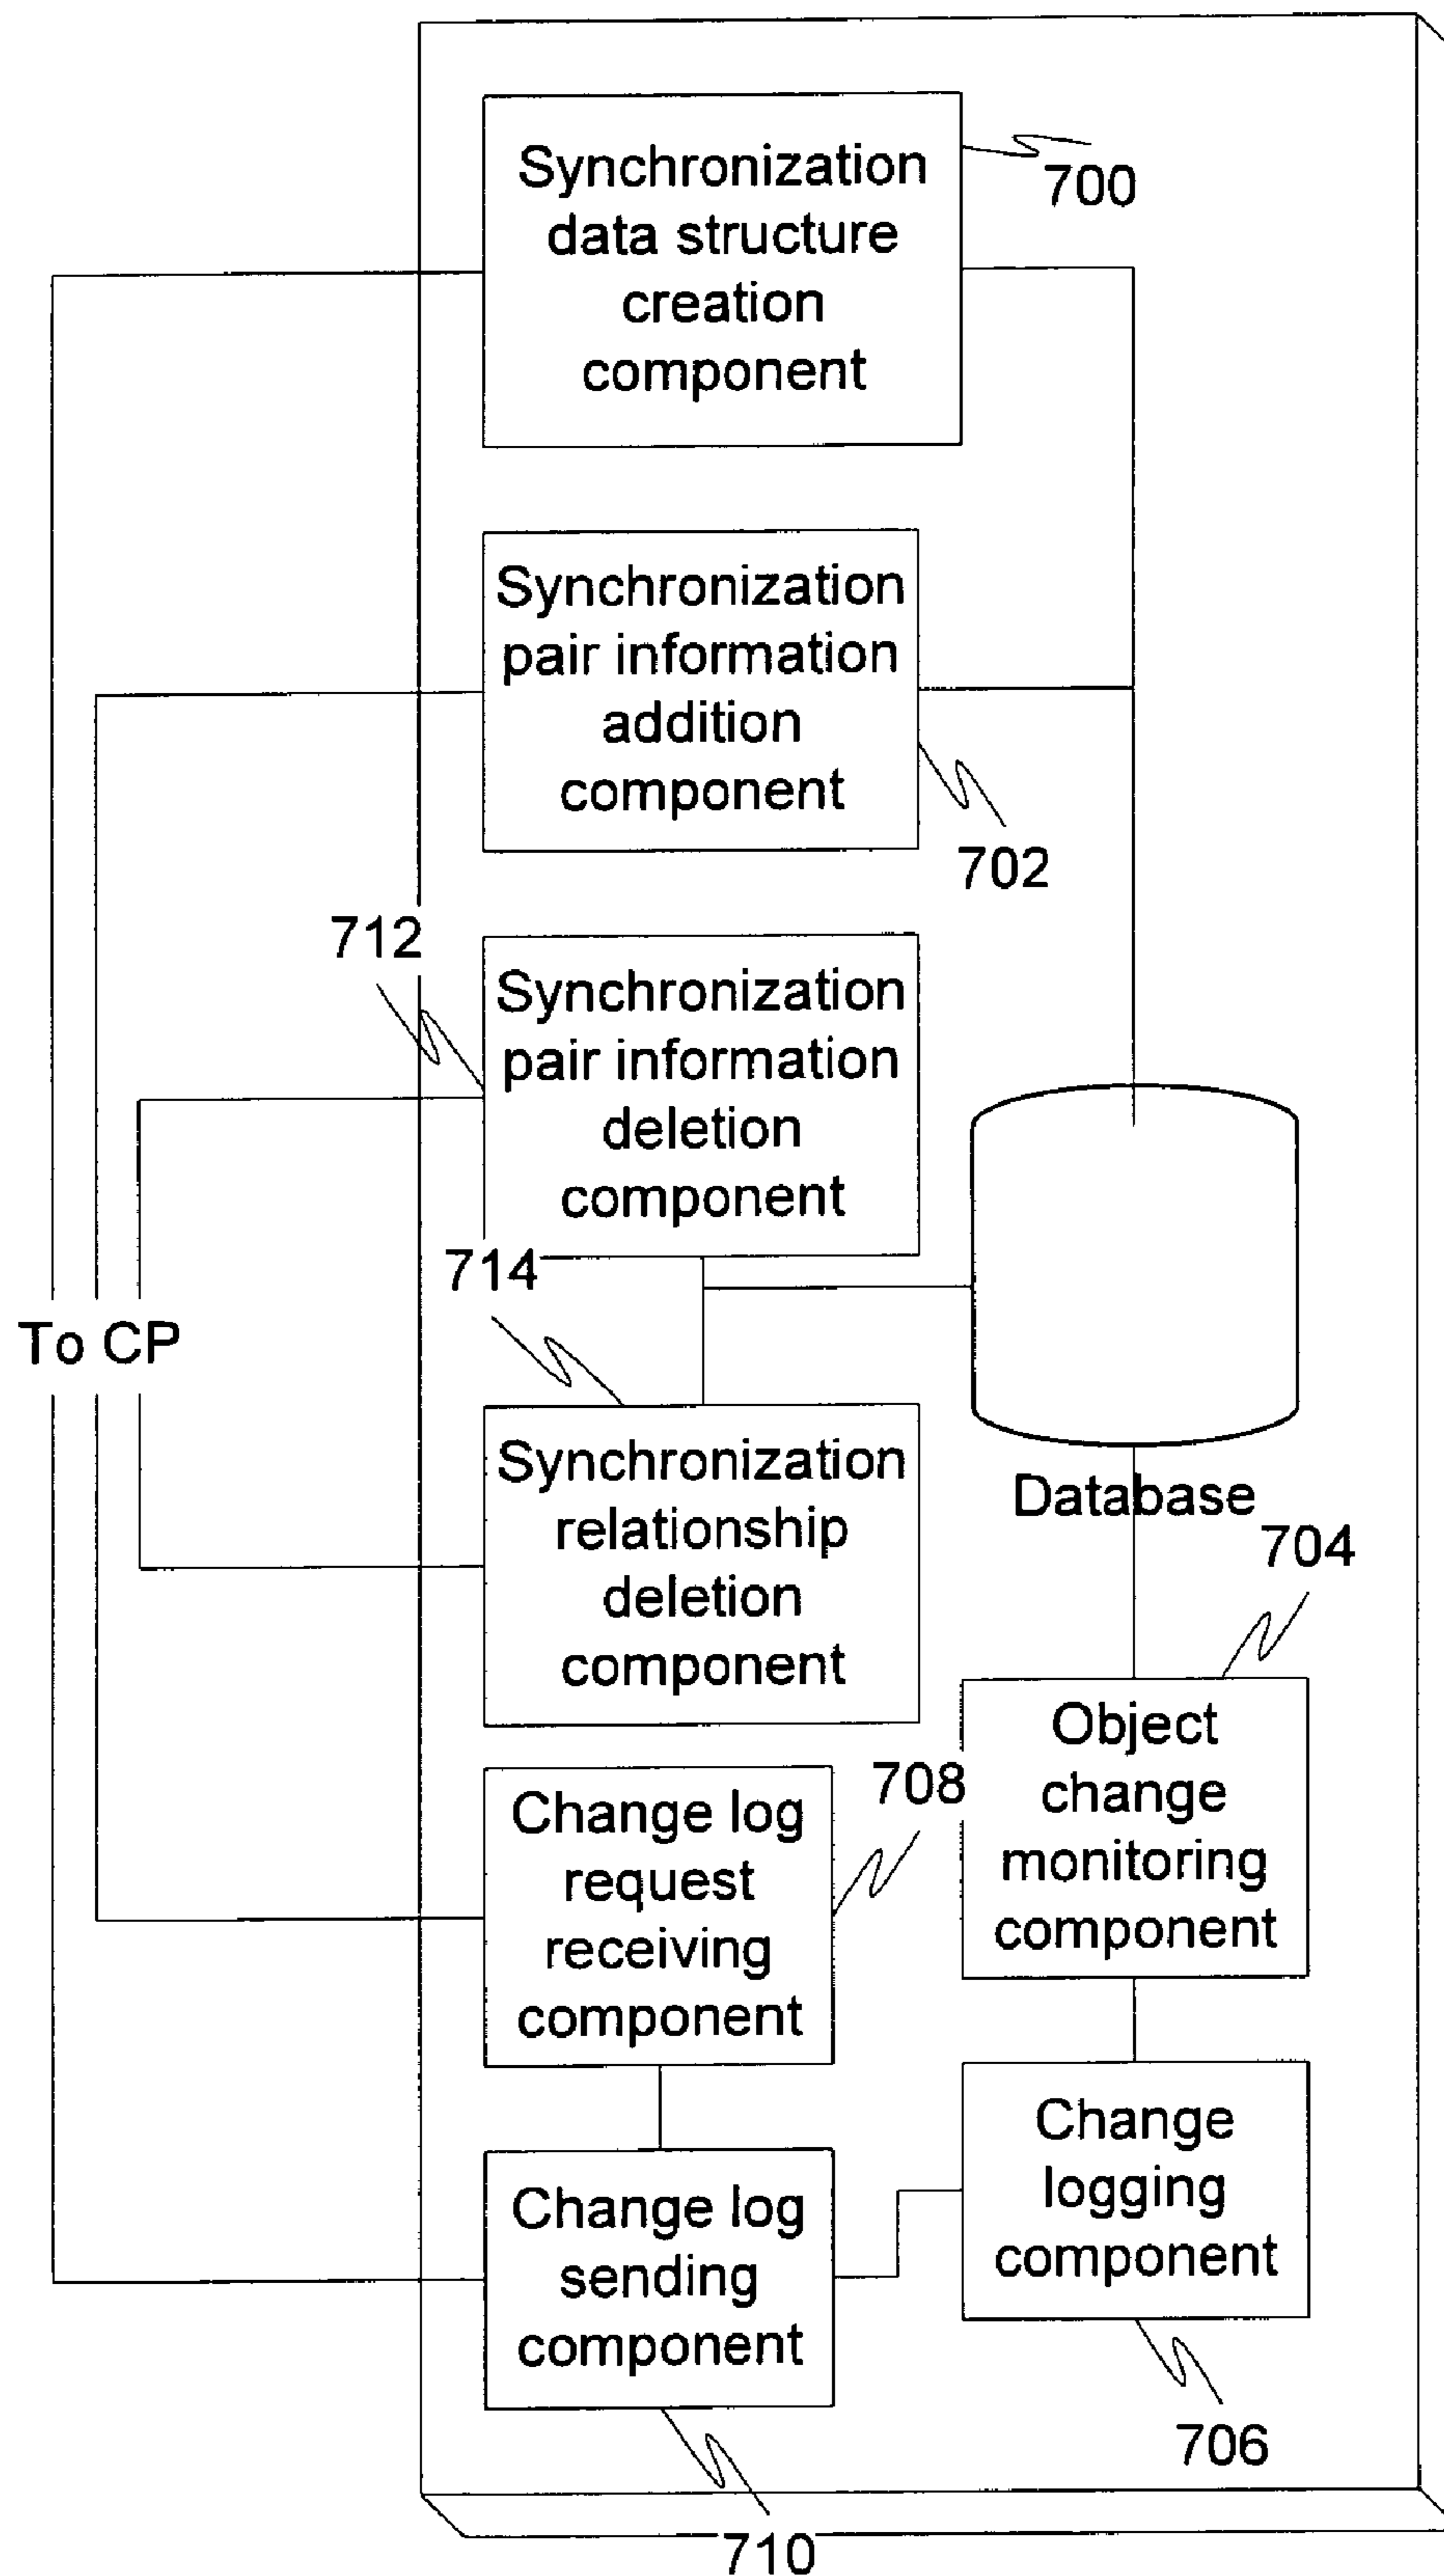 Synchronization
data structure
creation
component
700
Synchronization
pair information
addition
component
702
712
Synchronization
pair information
deletion
component
714
To CP
Database
Synchronization
relationship
deletion
component
704
Object
change
monitoring
component
708
Change log
request
receiving
component
Change
logging
component
706
Change log
sending
component
710